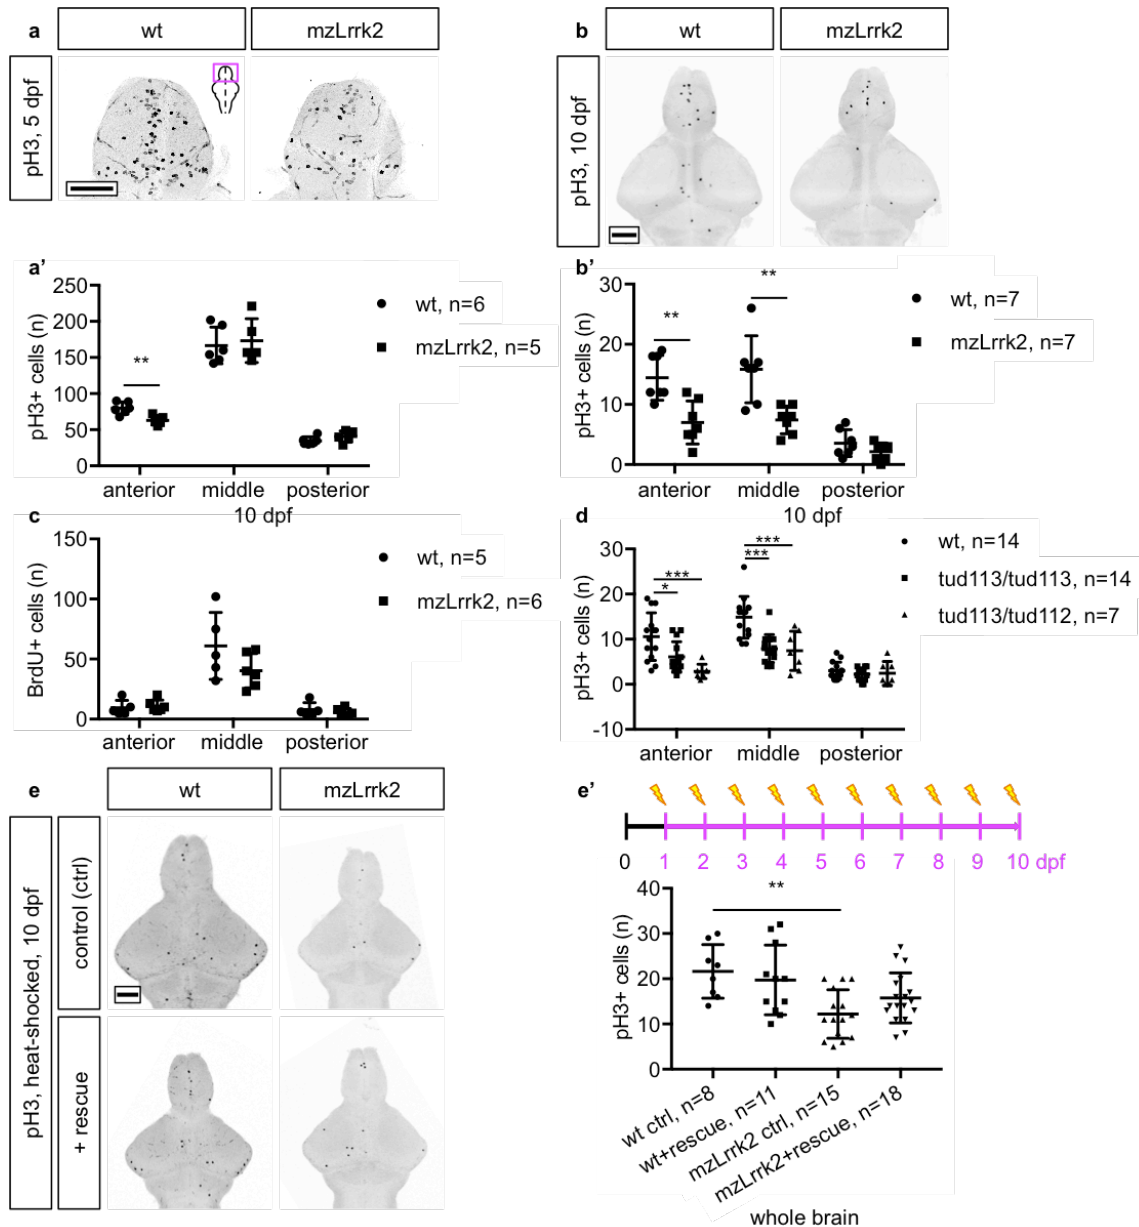 a
wt
mzLrrk2
pH3, 5 dpf
b
wt
mzLrrk2
pH3, 10 dpf
a’
pH3+ cells (n)
250
200
150
100
50
0
**
anterior
middle
posterior
wt, n=6
mzLrrk2, n=5
b’
pH3+ cells (n)
30
20
10
0
**
**
anterior
middle
posterior
wt, n=7
mzLrrk2, n=7
c
10 dpf
BrdU+ cells (n)
150
100
50
0
anterior
middle
posterior
wt, n=5
mzLrrk2, n=6
d
10 dpf
pH3+ cells (n)
30
20
10
0
-10
***
*
***
***
anterior
middle
posterior
wt, n=14
tud113/tud113, n=14
tud113/tud112, n=7
e
wt
mzLrrk2
pH3, heat-shocked, 10 dpf
control (ctrl)
+ rescue
e’
0 1 2 3 4 5 6 7 8 9 10 dpf
pH3+ cells (n)
40
30
20
10
0
**
wt ctrl, n=8
wt+rescue, n=11
mzLrrk2 ctrl, n=15
mzLrrk2+rescue, n=18
whole brain